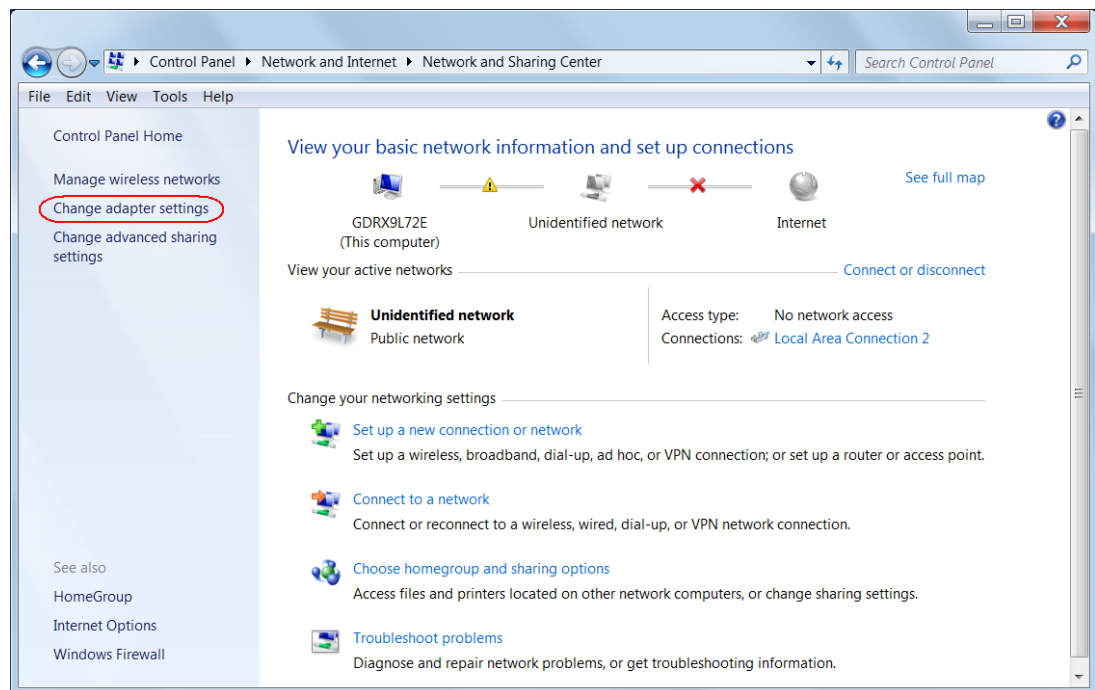 Control Panel Network and Internet Network and Sharing Center Search Control Panel
File Edit View Tools Help
Control Panel Home
Manage wireless networks
Change adapter settings
Change advanced sharing
settings
See also
HomeGroup
Internet Options
Windows Firewall
View your basic network information and set up connections
See full map
GDRX9L72E
(This computer)
Unidentified network
Internet
View your active networks Connect or disconnect
Unidentified network
Public network
Access type: No network access
Connections: Local Area Connection 2
Change your networking settings
Set up a new connection or network
Set up a wireless, broadband, dial-up, ad hoc, or VPN connection; or set up a router or access point.
Connect to a network
Connect or reconnect to a wireless, wired, dial-up, or VPN network connection.
Choose homegroup and sharing options
Access files and printers located on other network computers, or change sharing settings.
Troubleshoot problems
Diagnose and repair network problems, or get troubleshooting information.